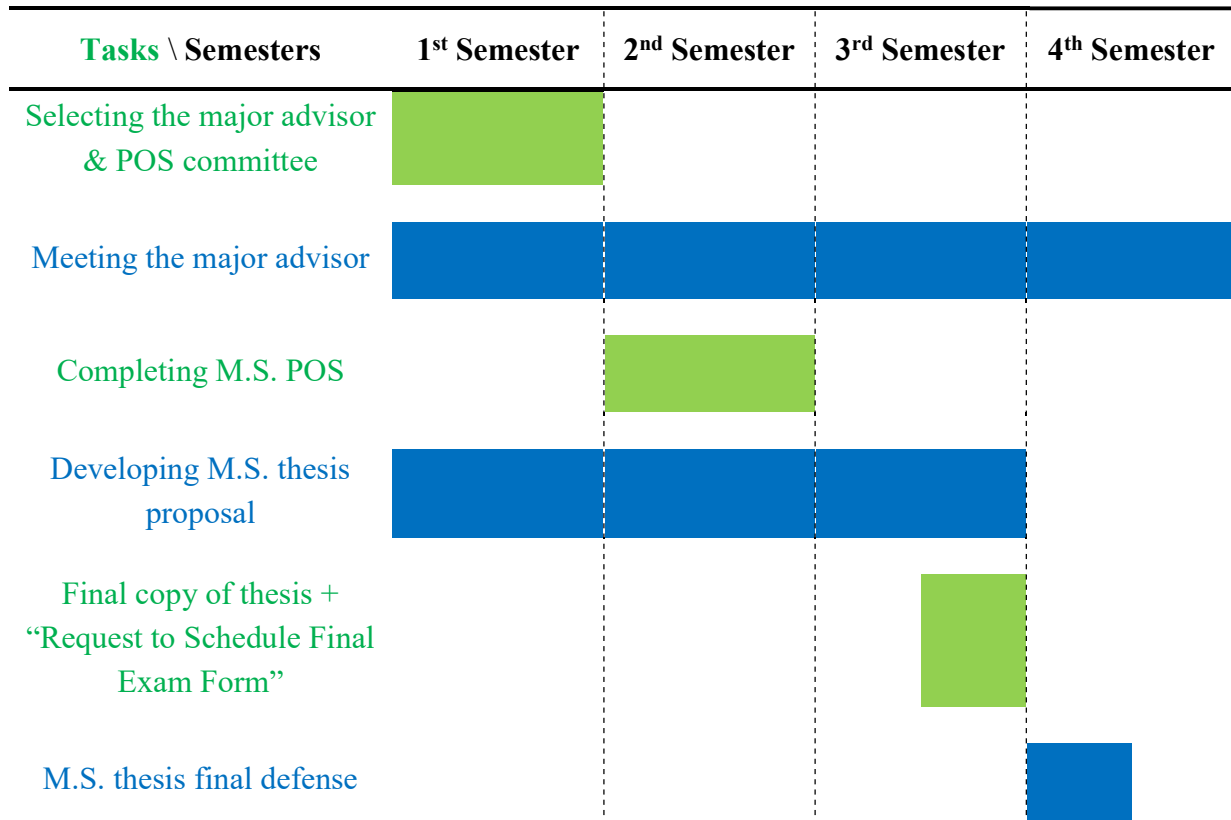 Tasks \ Semesters 1st Semester 2nd Semester 3rd Semester 4th Semester
Selecting the major advisor
& POS committee
Meeting the major advisor
Completing M.S. POS
Developing M.S. thesis
proposal
Final copy of thesis +
“Request to Schedule Final
Exam Form”
M.S. thesis final defense